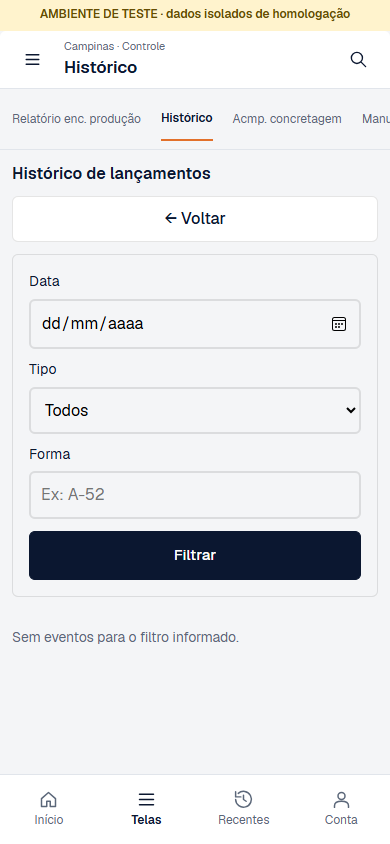 AMBIENTE DE TESTE · dados isolados de homologação
Campinas · Controle
Histórico
Relatório enc. produção Histórico Acmp. concretagem Manu
Histórico de lançamentos
← Voltar
Data
dd/mm/aaaa
Tipo
Todos
Forma
Ex: A-52
Filtrar
Sem eventos para o filtro informado.
Início Telas Recentes Conta